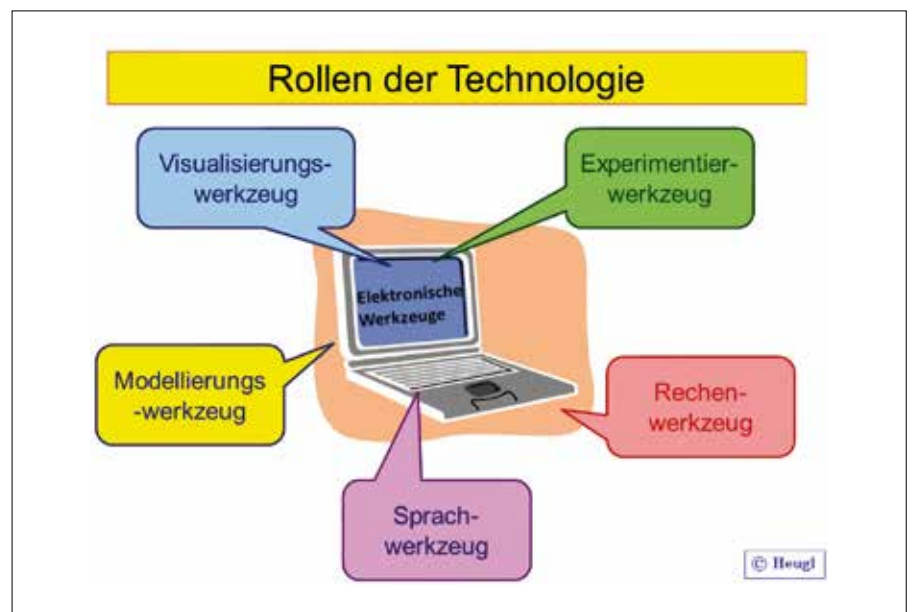 Rollen der Technologie
Visualisierungs-
werkzeug
Experimentier-
werkzeug
Elektronische
Werkzeuge
Modellierungs
-werkzeug
Rechen-
werkzeug
Sprach-
werkzeug
© Heugl